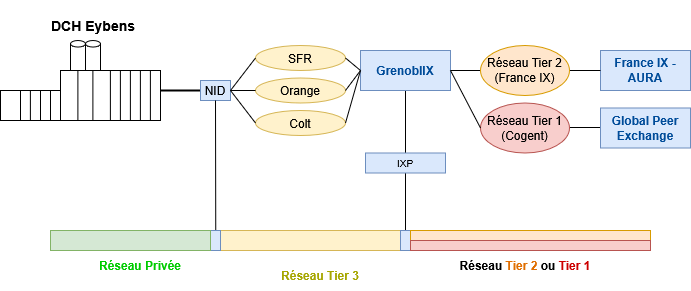 DCH Eybens
NID
SFR
Orange
Colt
GrenoblIX
IXP
Réseau Tier 2
(France IX)
Réseau Tier 1
(Cogent)
France IX -
AURA
Global Peer
Exchange
Réseau Privée
Réseau Tier 3
Réseau Tier 2 ou Tier 1